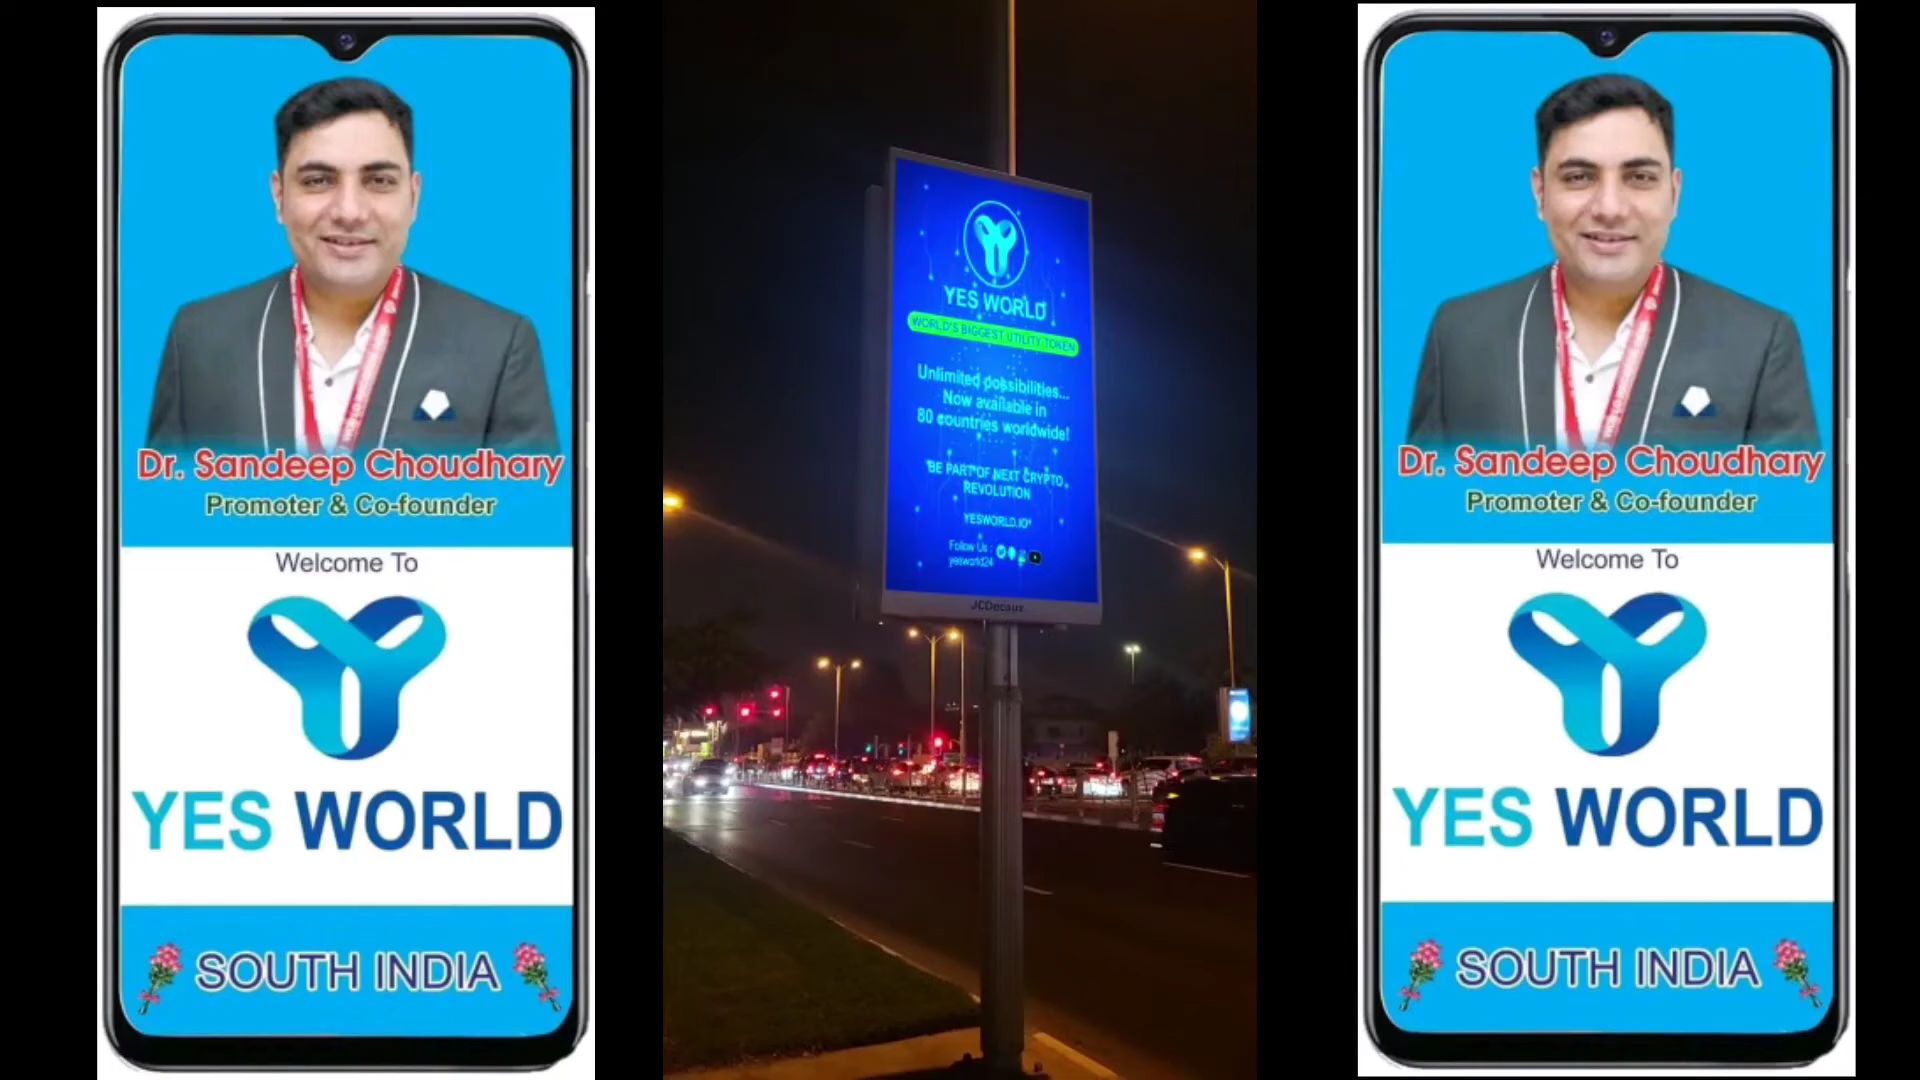 Dr. Sandeep Choudhary
Promoter & Co-founder
Welcome To
YES WORLD
SOUTH INDIA
YES WORLD
WORLD'S BIGGEST UTILITY TOKEN
Unlimited possibilities...
Now available in
80 countries worldwide!
"BE PART OF NEXT CRYPTO
REVOLUTION
YESWORLD.IO"
Follow Us :
yesworld24
JCDecaux
Dr. Sandeep Choudhary
Promoter & Co-founder
Welcome To
YES WORLD
SOUTH INDIA